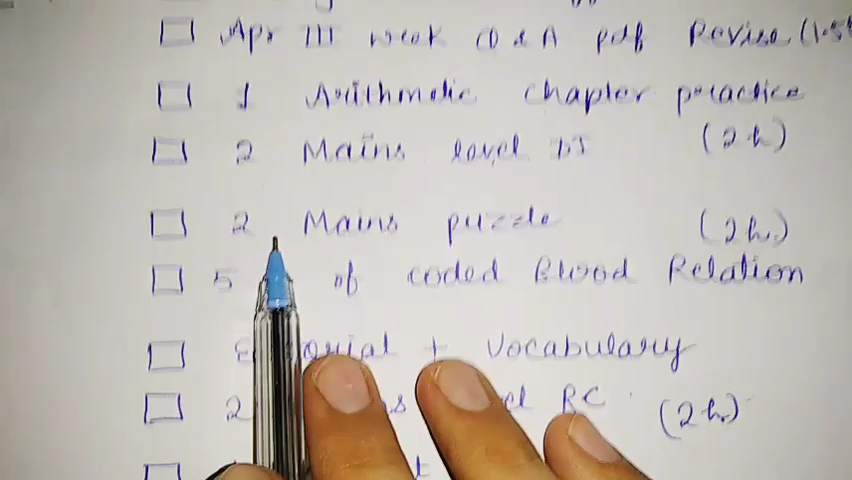 Apr III week Q & A pdf Revise
1 Arithmetic chapter practice
2 Mains level DI (2h)
2 Mains puzzle (2h)
5 of coded Blood Relation
+ Vocabulary
2 RC (2h)